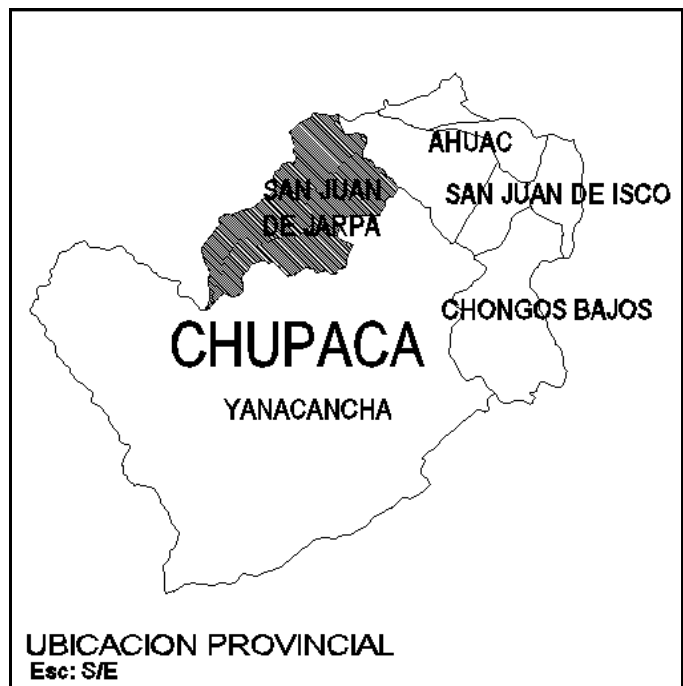 AHUAC
SAN JUAN
DE JARPA
SAN JUAN DE ISCO
CHONGOS BAJOS
CHUPACA
YANACANCHA
UBICACION PROVINCIAL
Esc: S/E